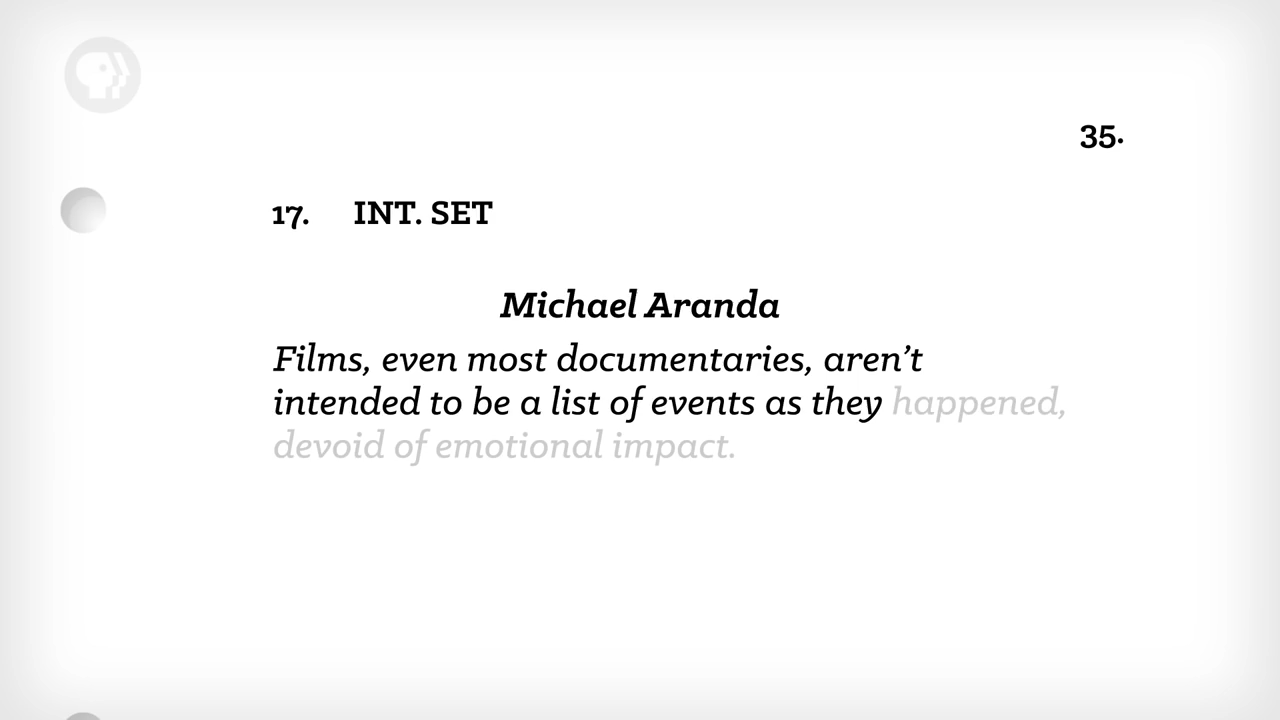 35.
17. INT. SET
Michael Aranda
Films, even most documentaries, aren’t
intended to be a list of events as they happened,
devoid of emotional impact.